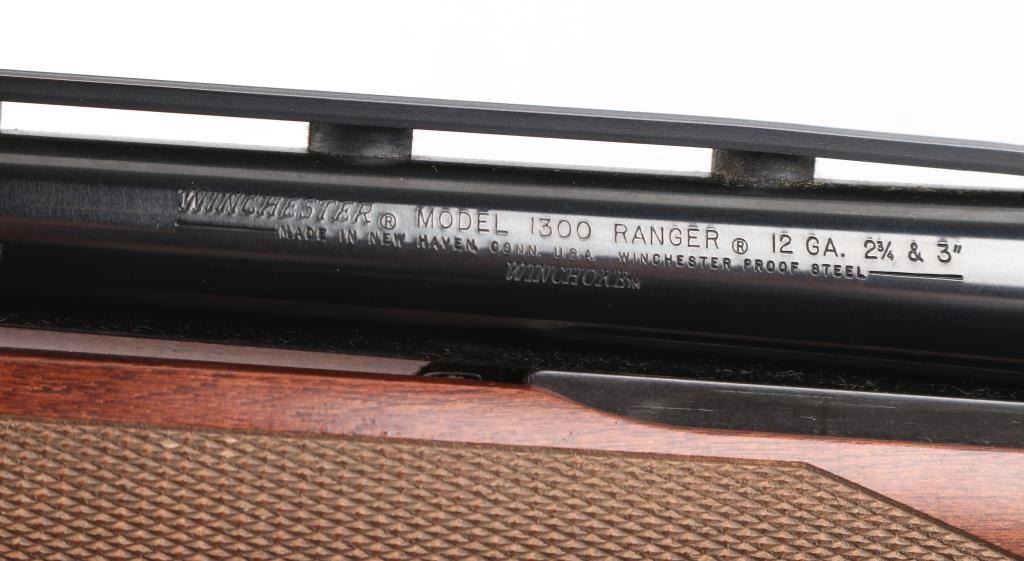 WINCHESTER ® MODEL 1300 RANGER ® 12 GA. 2¾ & 3"
MADE IN NEW HAVEN, CONN. U.S.A. WINCHESTER PROOF STEEL
WINCHOKE™